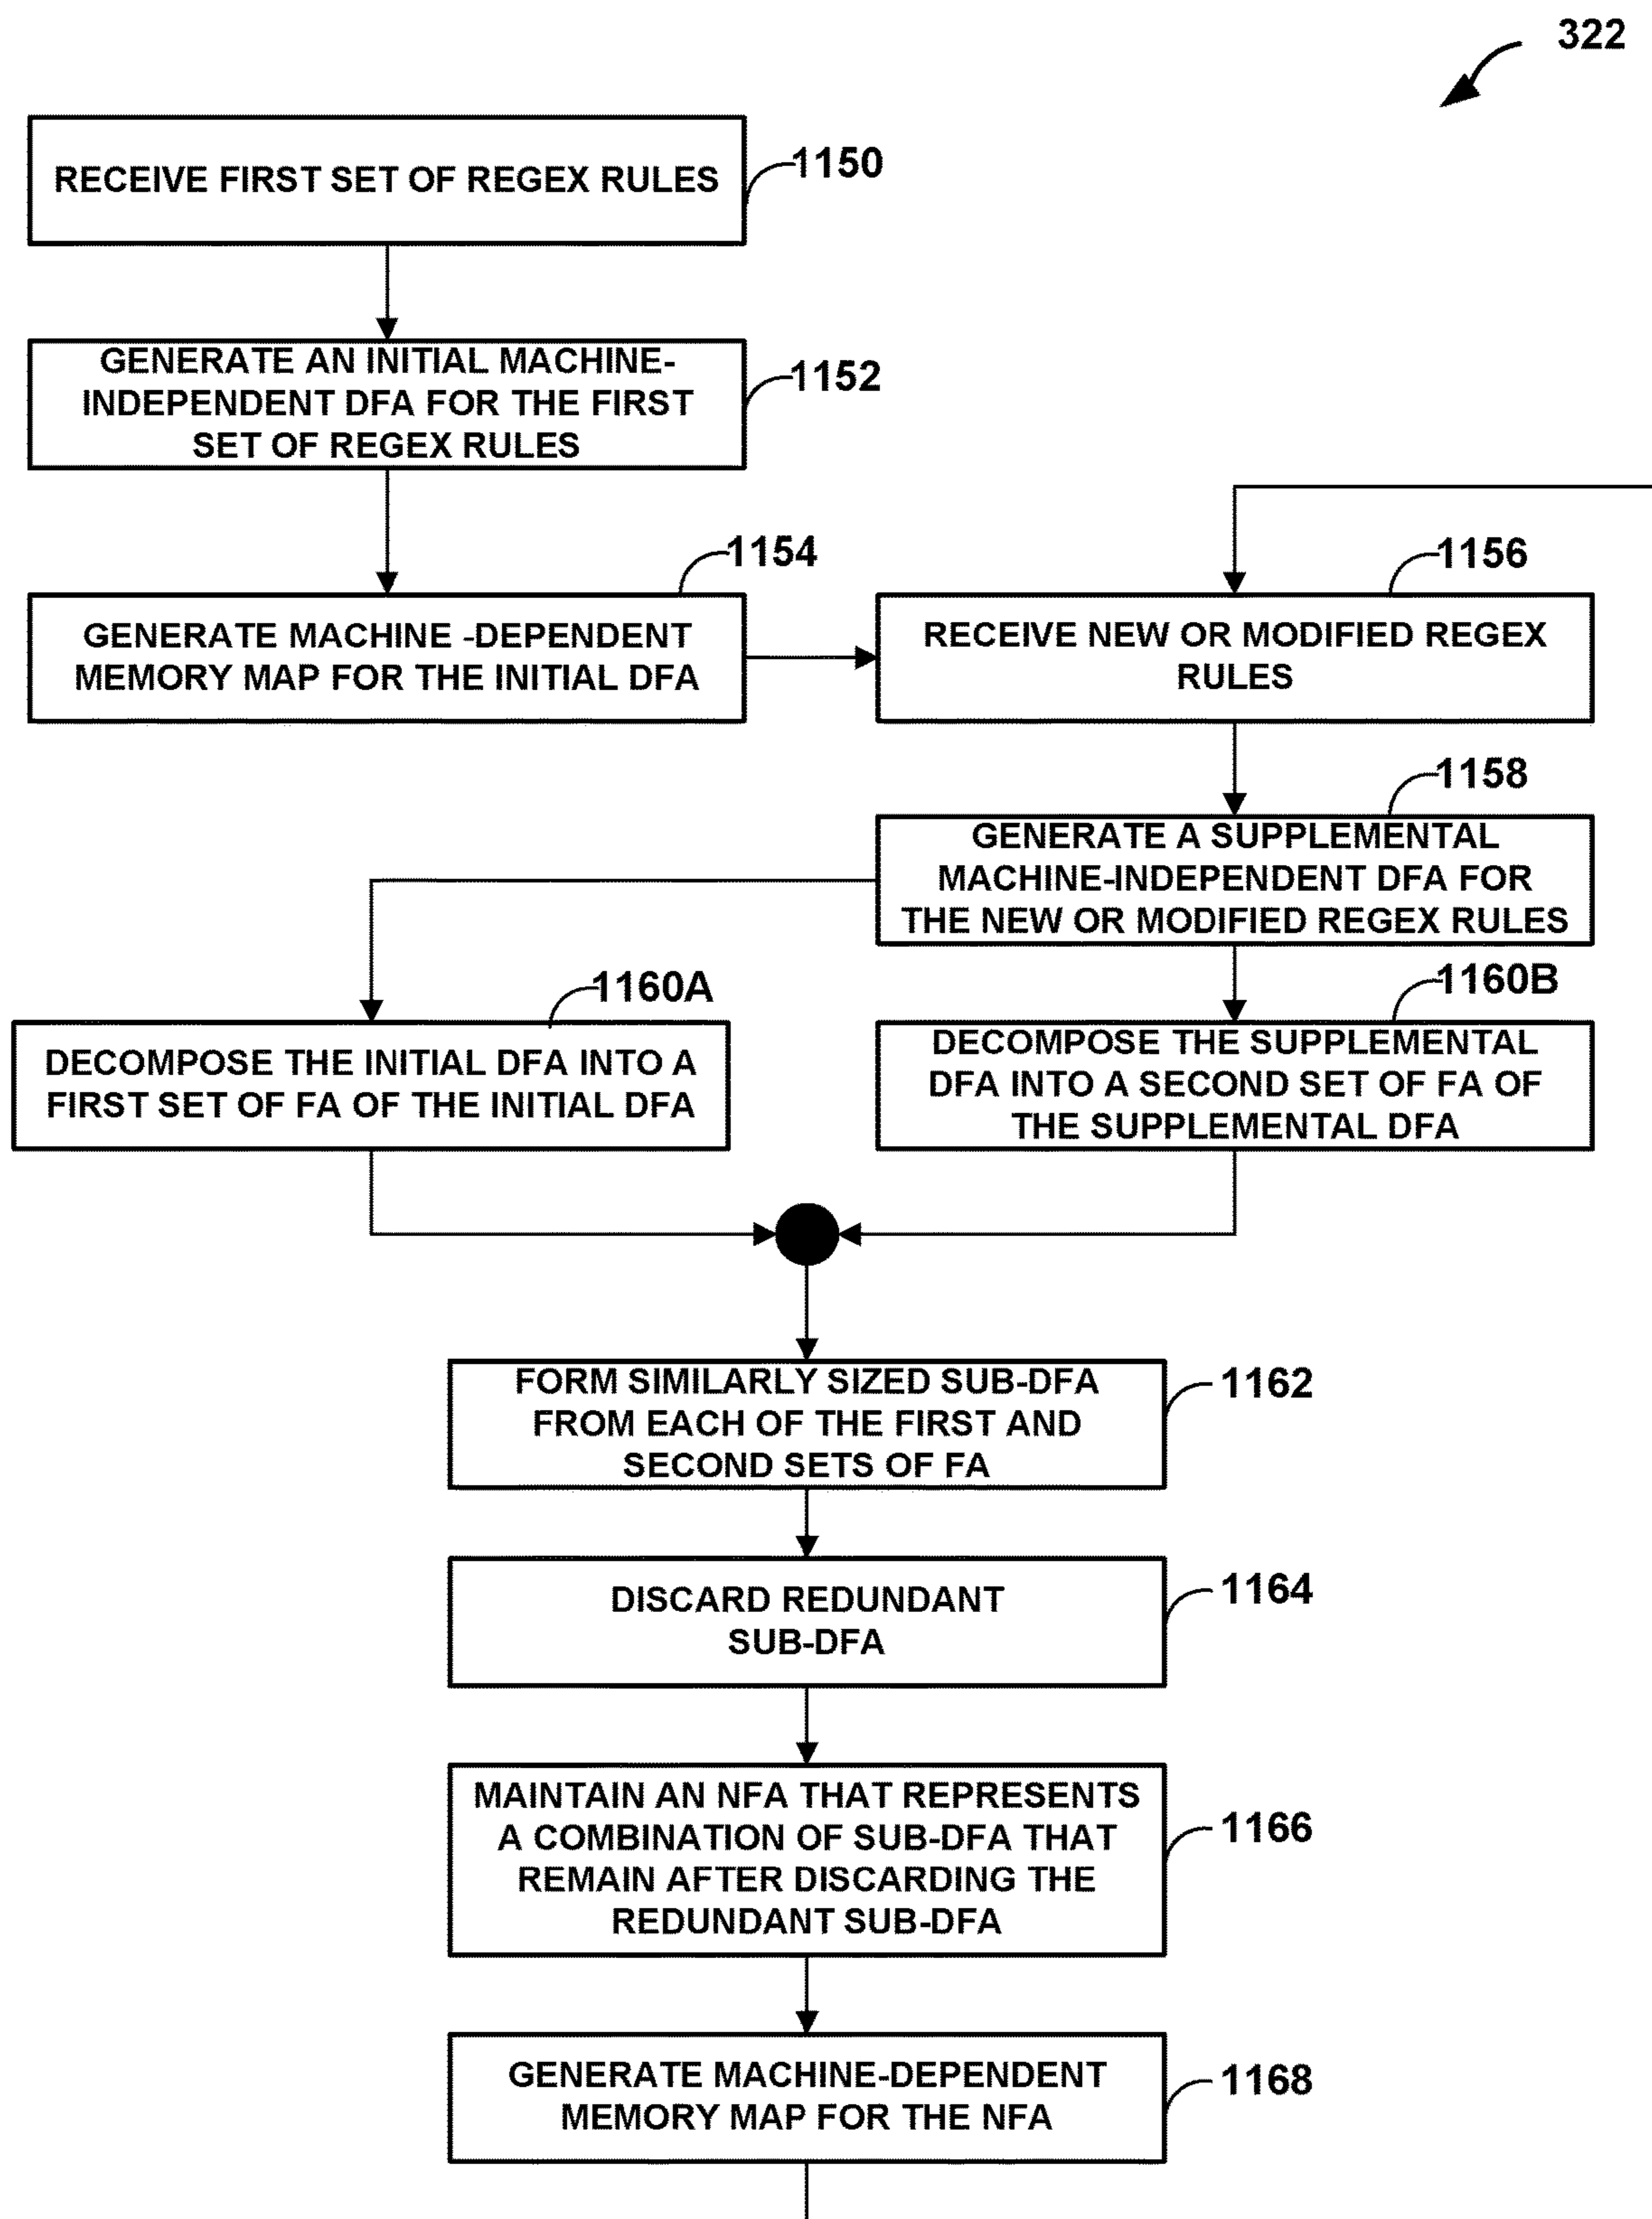 322
RECEIVE FIRST SET OF REGEX RULES
1150
GENERATE AN INITIAL MACHINE-
INDEPENDENT DFA FOR THE FIRST
SET OF REGEX RULES
1152
1154
GENERATE MACHINE -DEPENDENT
MEMORY MAP FOR THE INITIAL DFA
1156
RECEIVE NEW OR MODIFIED REGEX
RULES
1158
GENERATE A SUPPLEMENTAL
MACHINE-INDEPENDENT DFA FOR
THE NEW OR MODIFIED REGEX RULES
1160A
DECOMPOSE THE INITIAL DFA INTO A
FIRST SET OF FA OF THE INITIAL DFA
1160B
DECOMPOSE THE SUPPLEMENTAL
DFA INTO A SECOND SET OF FA OF
THE SUPPLEMENTAL DFA
FORM SIMILARLY SIZED SUB-DFA
FROM EACH OF THE FIRST AND
SECOND SETS OF FA
1162
DISCARD REDUNDANT
SUB-DFA
1164
MAINTAIN AN NFA THAT REPRESENTS
A COMBINATION OF SUB-DFA THAT
REMAIN AFTER DISCARDING THE
REDUNDANT SUB-DFA
1166
GENERATE MACHINE-DEPENDENT
MEMORY MAP FOR THE NFA
1168